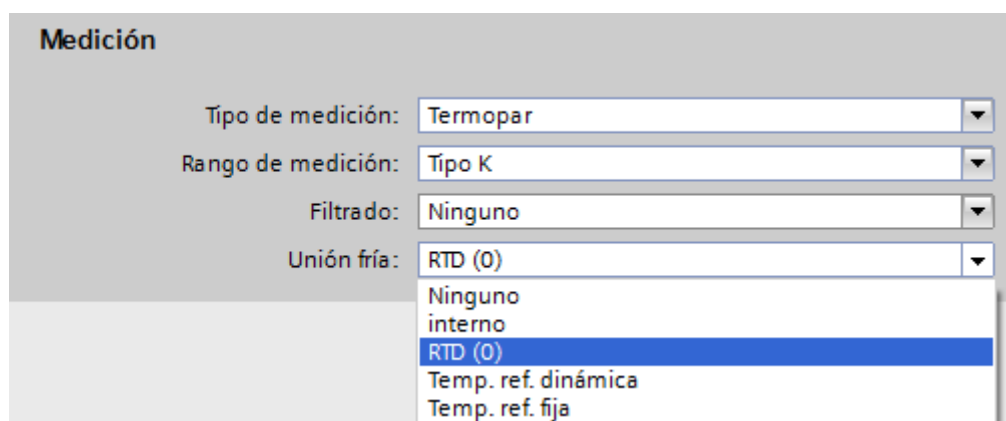 Medición
Tipo de medición: Termopar
Rango de medición: Tipo K
Filtrado: Ninguno
Unión fría: RTD (0)
Ninguno
interno
RTD (0)
Temp. ref. dinámica
Temp. ref. fija